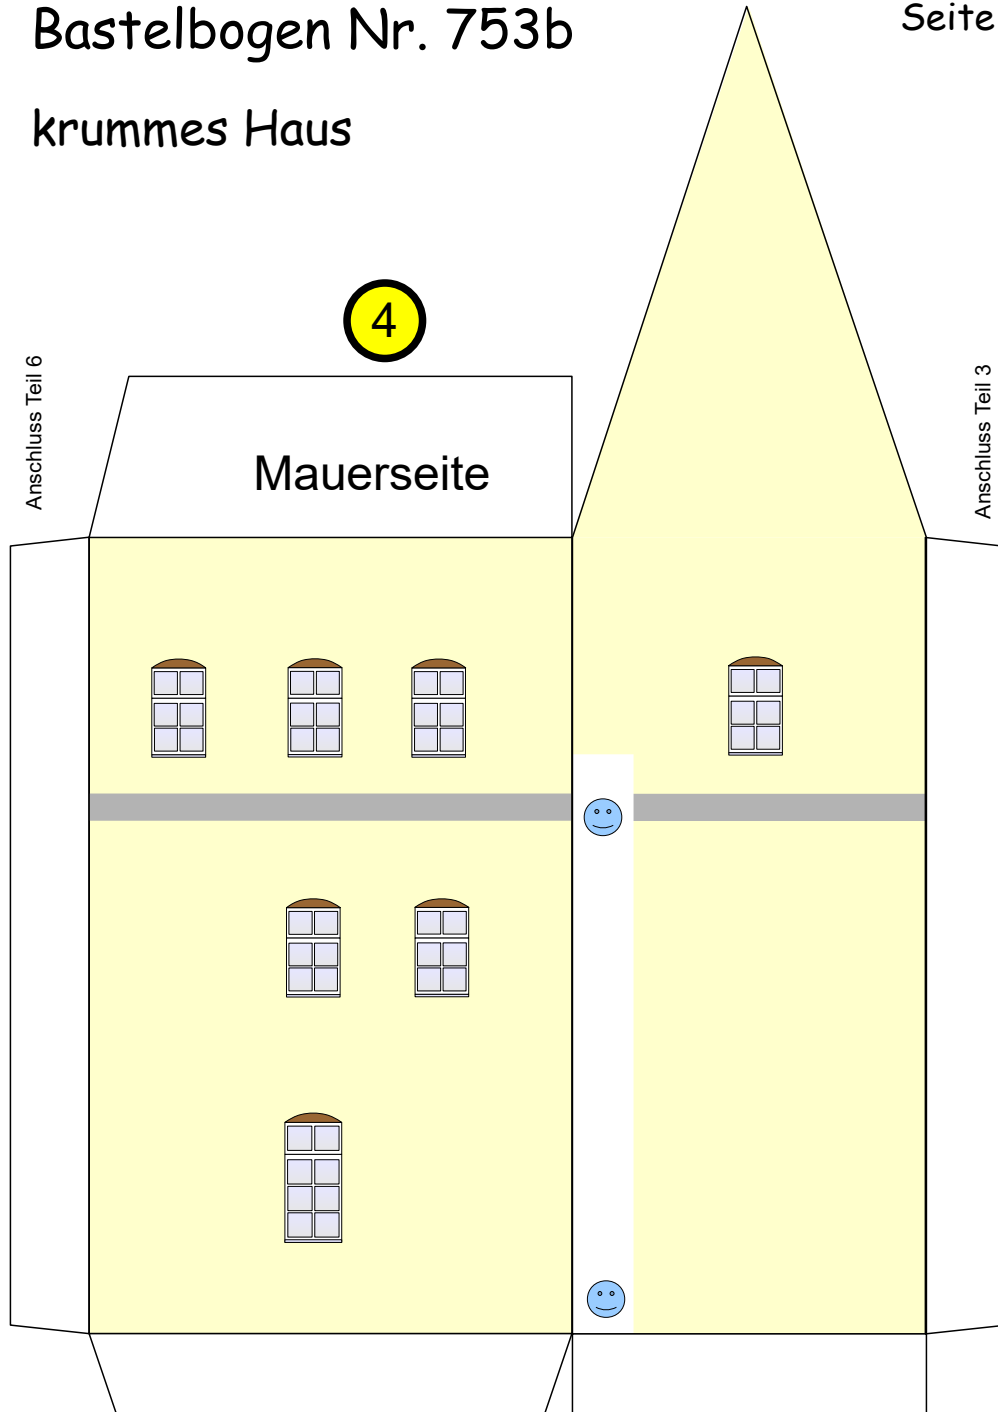 Bastelbogen Nr. 753b
Seite
krummes Haus
4
Anschluss Teil 6
Mauerseite
Anschluss Teil 3